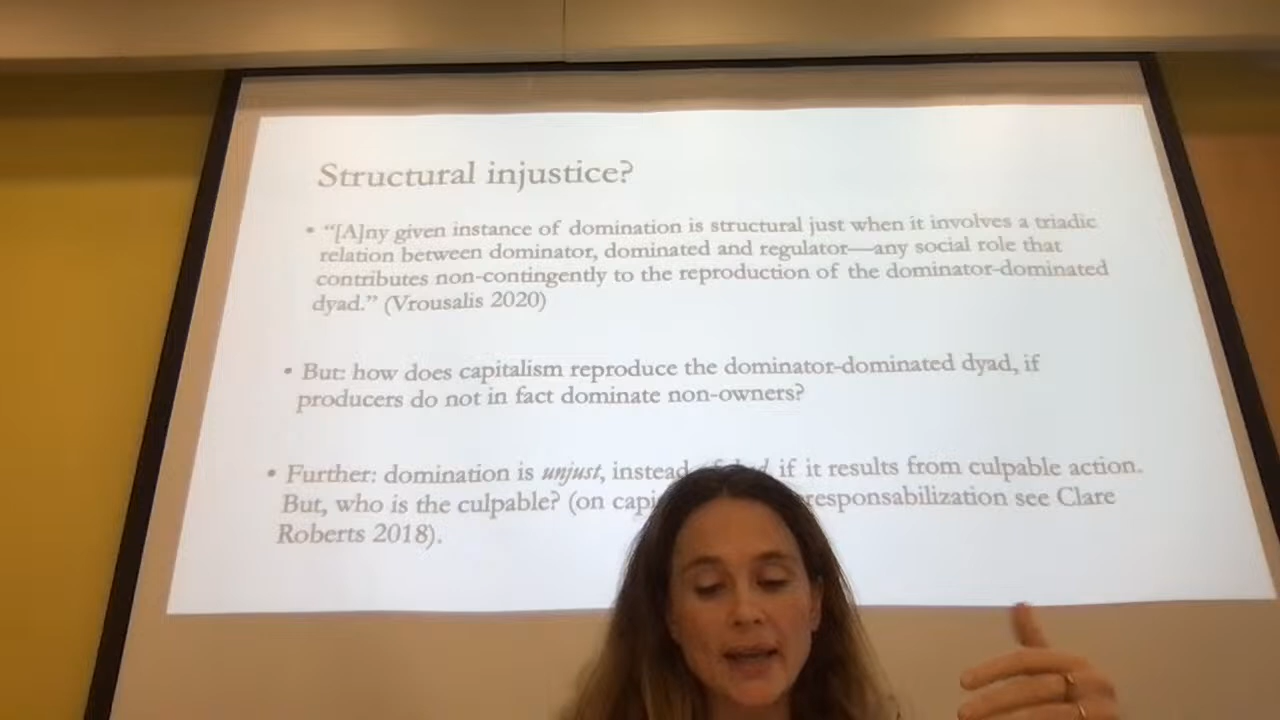 Structural injustice?
• “[A]ny given instance of domination is structural just when it involves a triadic
relation between dominator, dominated and regulator—any social role that
contributes non-contingently to the reproduction of the dominator-dominated
dyad.” (Vrousalis 2020)
• But: how does capitalism reproduce the dominator-dominated dyad, if
producers do not in fact dominate non-owners?
• Further: domination is unjust, instead if it results from culpable action.
But, who is the culpable? (on responsabilization see Clare
Roberts 2018).